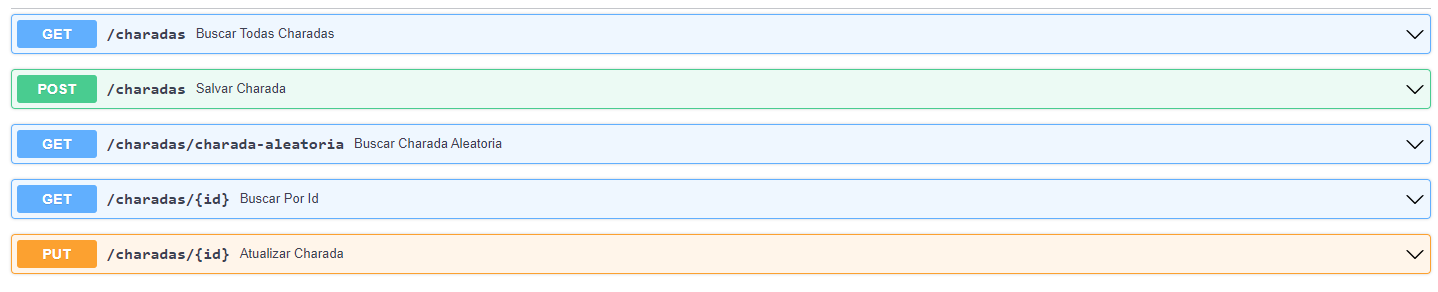 GET /charadas Buscar Todas Charadas
POST /charadas Salvar Charada
GET /charadas/charada-aleatoria Buscar Charada Aleatoria
GET /charadas/{id} Buscar Por Id
PUT /charadas/{id} Atualizar Charada